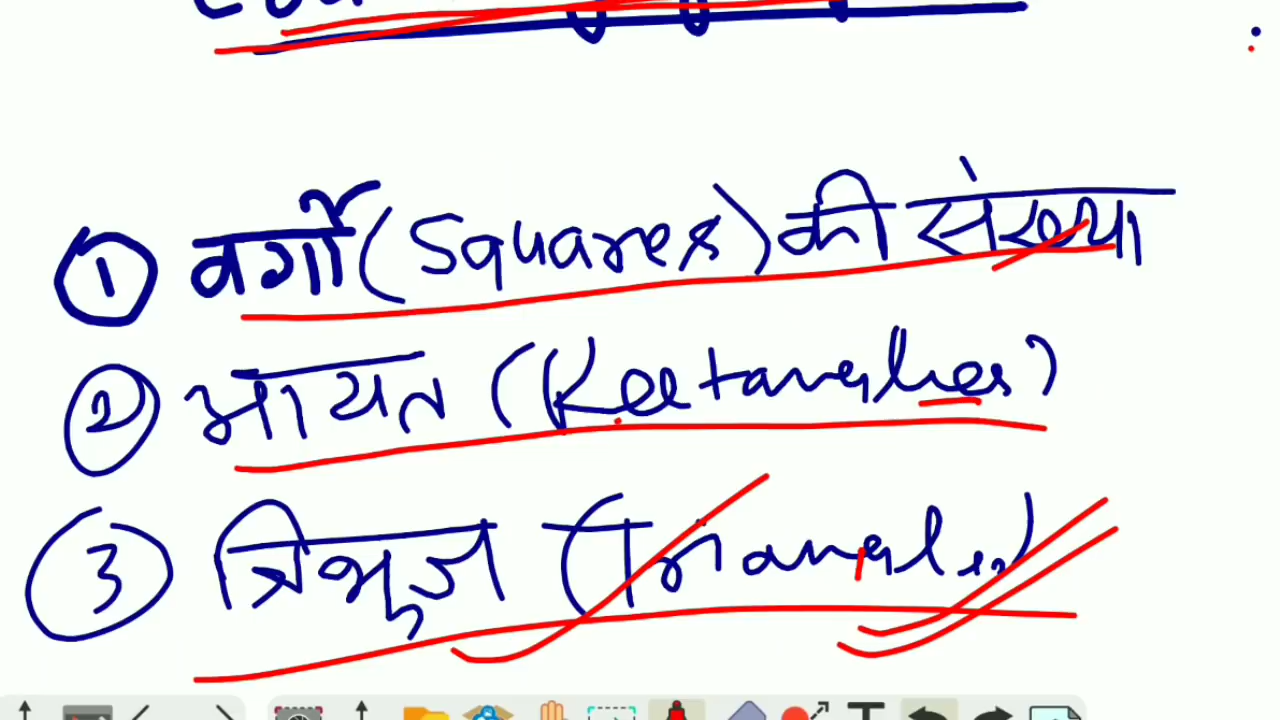 ① वर्गों (Squares) की संख्या
② आयत (Rectangles)
③ त्रिभुज (Triangles)